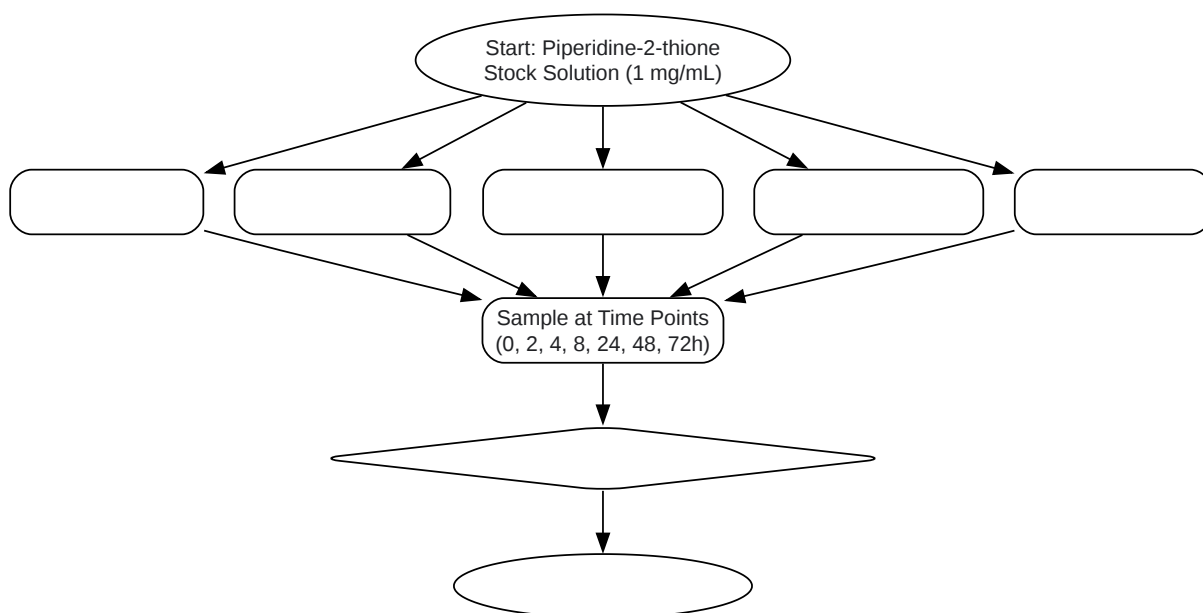 Start: Piperidine-2-thione
Stock Solution (1 mg/mL)
Sample at Time Points
(0, 2, 4, 8, 24, 48, 72h)